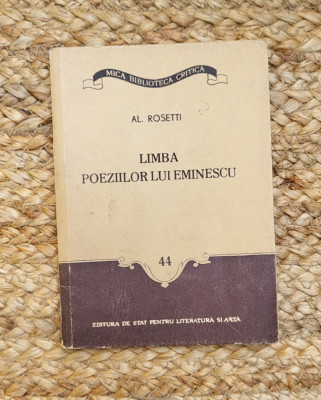 MICA BIBLIOTECA CRITICA
AL. ROSETTI
LIMBA
POEZIILOR LUI EMINESCU
44
EDITURA DE STAT PENTRU LITERATURA SI ARTA